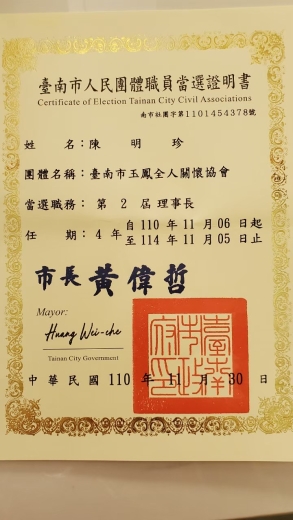 臺南市人民團體職員當選證明書
Certificate of Election Tainan City Civil Associations
南市社團字第1101454378號
姓 名：陳 明 珍
團體名稱：臺南市玉鳳全人關懷協會
當選職務：第 2 屆理事長
任 期：4 年 自 110 年 11 月 06 日起
至 114 年 11 月 05 日止
市長 黃偉哲
Mayor:
Huang Wei-che
Tainan City Government
中華民國 110 年 11 月 30 日
臺南市政府印